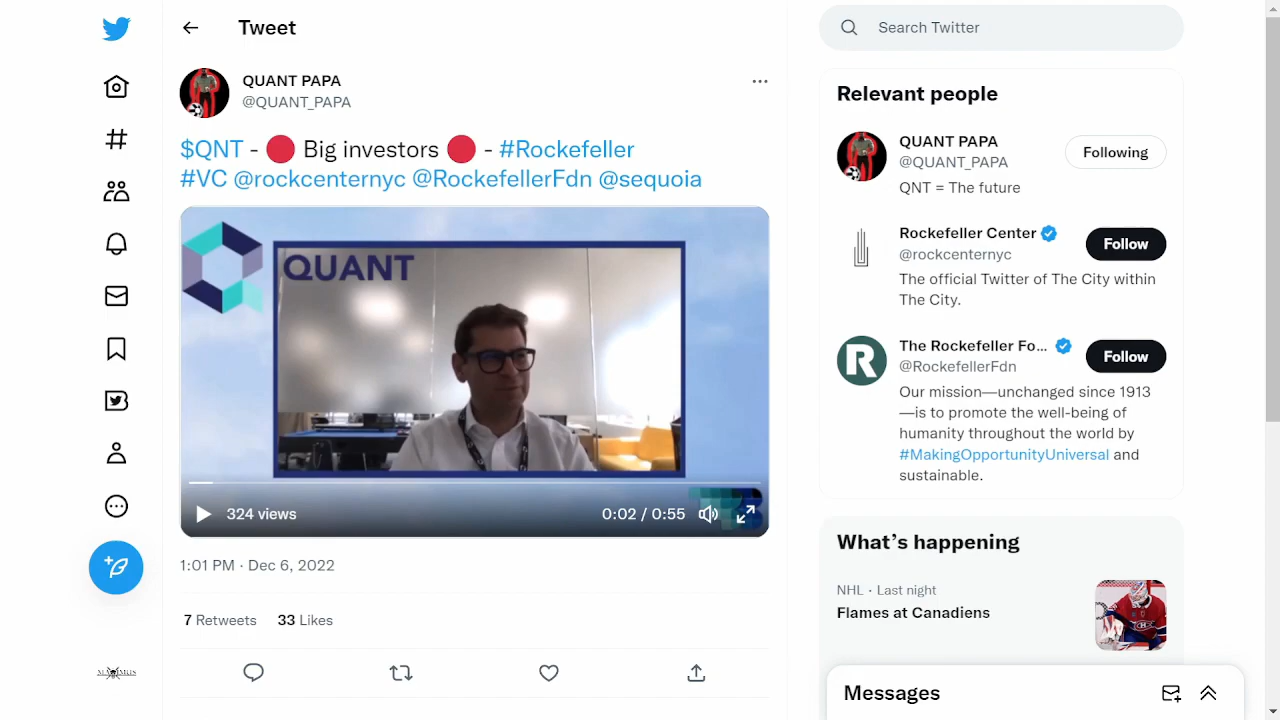 Tweet
QUANT PAPA
@QUANT_PAPA
$QNT - 🔴 Big investors 🔴 - #Rockefeller
#VC @rockcenternyc @RockefellerFdn @sequoia
QUANT
324 views
0:02 / 0:55
1:01 PM · Dec 6, 2022
7 Retweets 33 Likes
Search Twitter
Relevant people
QUANT PAPA
@QUANT_PAPA
Following
QNT = The future
Rockefeller Center
@rockcenternyc
Follow
The official Twitter of The City within
The City.
The Rockefeller Fo...
@RockefellerFdn
Follow
Our mission—unchanged since 1913
—is to promote the well-being of
humanity throughout the world by
#MakingOpportunityUniversal and
sustainable.
What's happening
NHL · Last night
Flames at Canadiens
Messages